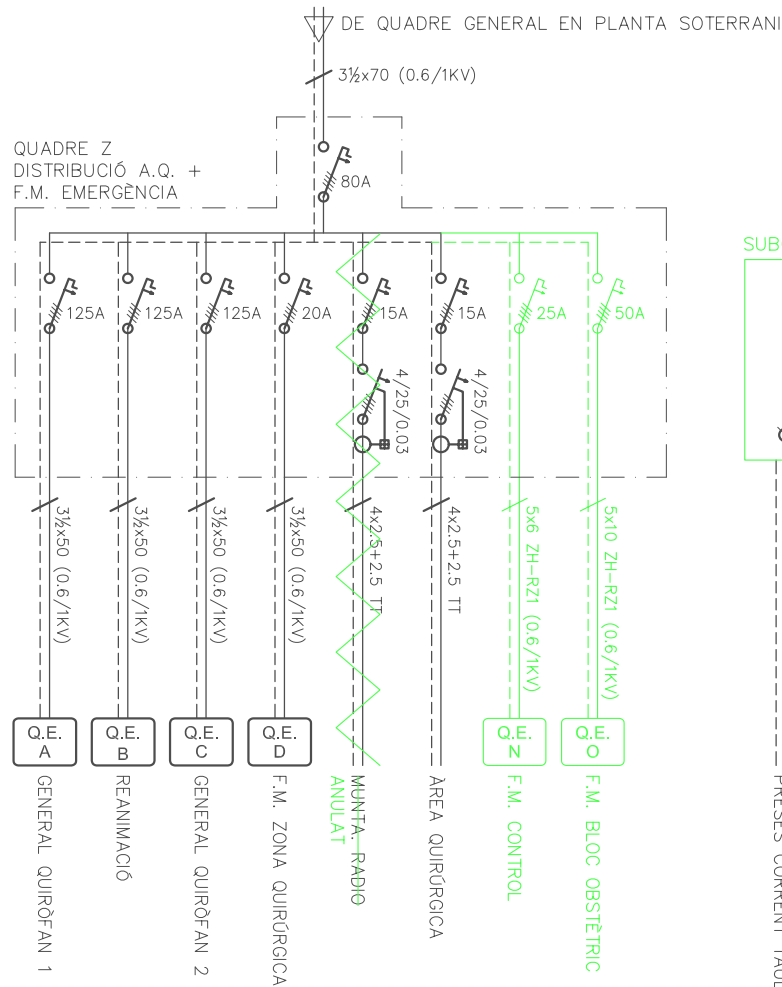 DE QUADRE GENERAL EN PLANTA SOTERRANI
3½x70 (0.6/1KV)
QUADRE Z
DISTRIBUCIÓ A.Q. +
F.M. EMERGÈNCIA
80A
SUB
125A
125A
125A
20A
15A
15A
25A
50A
4/25/0.03
4/25/0.03
3½x50 (0.6/1KV)
3½x50 (0.6/1KV)
3½x50 (0.6/1KV)
3½x50 (0.6/1KV)
4x2.5+2.5 TT
4x2.5+2.5 TT
5x6 ZH-RZ1 (0.6/1KV)
5x10 ZH-RZ1 (0.6/1KV)
Q.E.
A
Q.E.
B
Q.E.
C
Q.E.
D
Q.E.
N
Q.E.
O
GENERAL QUIRÒFAN 1
REANIMACIÓ
GENERAL QUIRÒFAN 2
F.M. ZONA QUIRÚRGICA
MUNTA. RADIO
ANULAT
ÀREA QUIRÚRGICA
F.M. CONTROL
F.M. BLOC OBSTÈTRIC
PRESES CORRENT TAUL